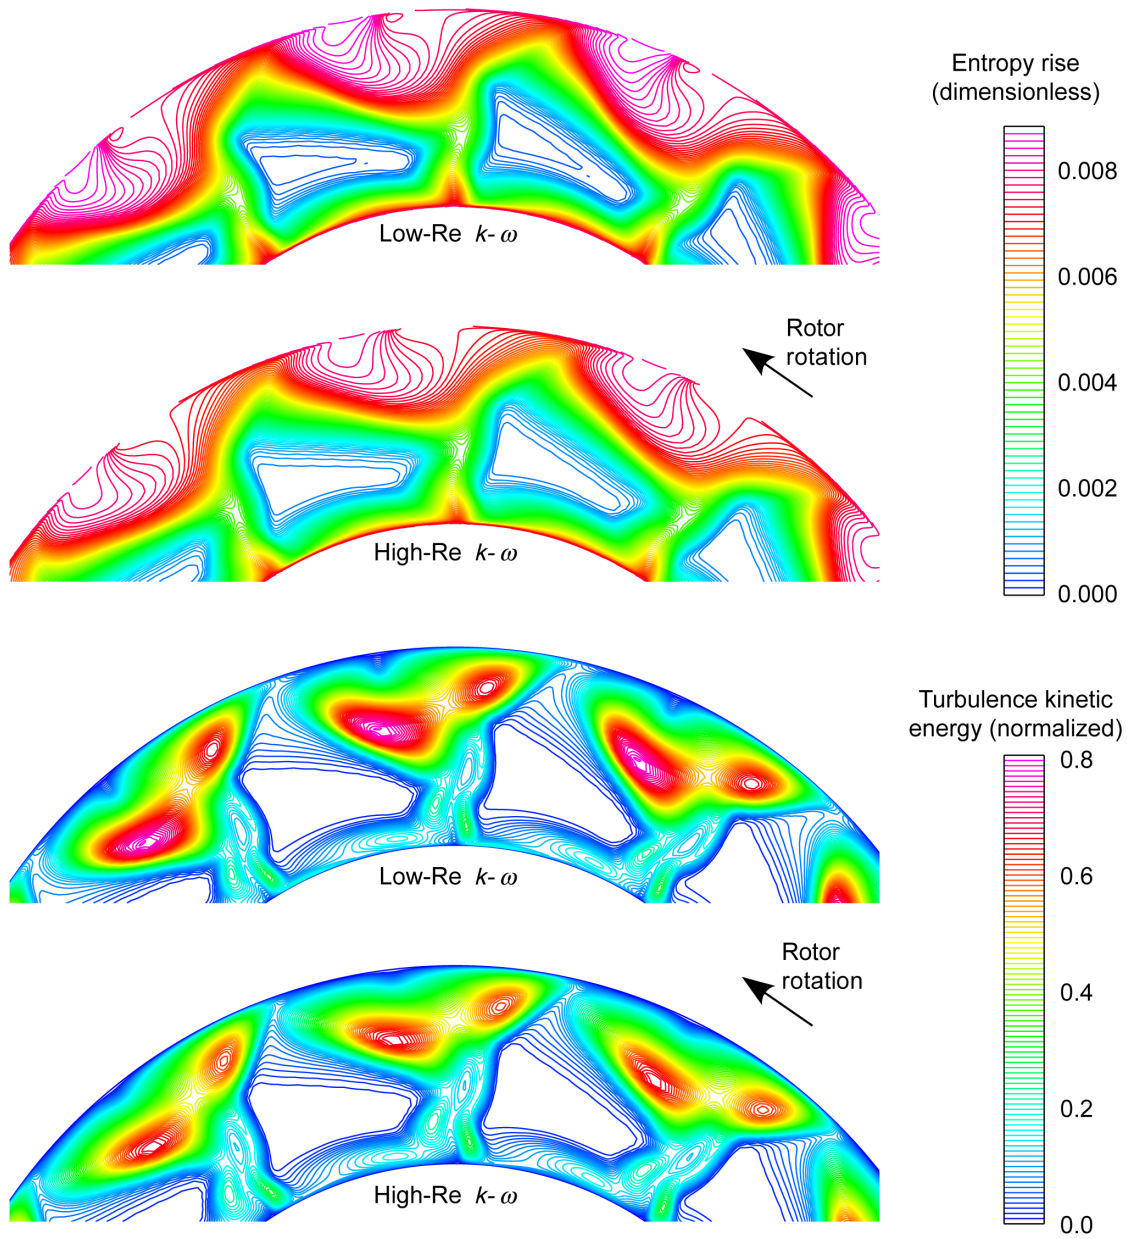 Entropy rise
(dimensionless)
0.008
0.006
0.004
0.002
0.000
Low-Re k-ω
Rotor
rotation
High-Re k-ω
Turbulence kinetic
energy (normalized)
0.8
0.6
0.4
0.2
0.0
Low-Re k-ω
Rotor
rotation
High-Re k-ω